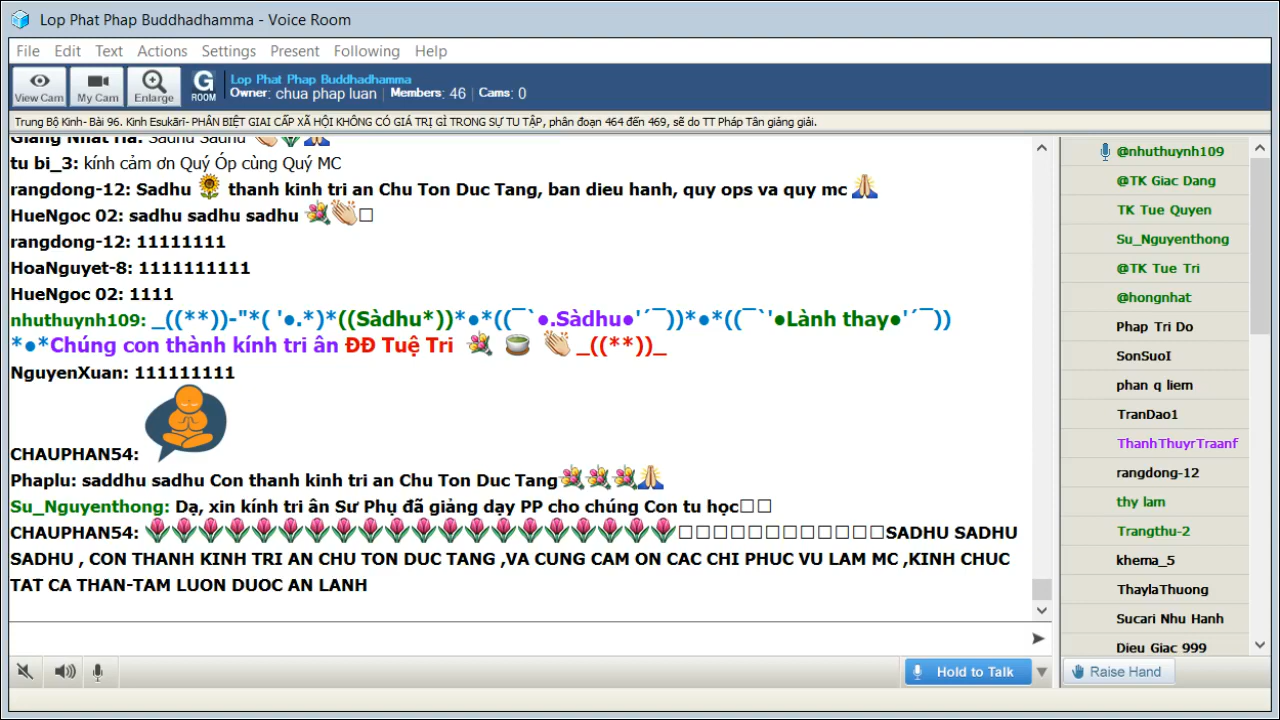 Lop Phat Phap Buddhadhamma - Voice Room
File Edit Text Actions Settings Present Following Help
View Cam My Cam Enlarge G ROOM
Lop Phat Phap Buddhadhamma
Owner: chua phap luan Members: 46 Cams: 0
Trung Bộ Kinh- Bài 96. Kinh Esukārī- PHÂN BIỆT GIAI CẤP XÃ HỘI KHÔNG CÓ GIÁ TRỊ GÌ TRONG SỰ TU TẬP, phân đoạn 464 đến 469, sẽ do TT Pháp Tân giảng giải.
Giang Nhat Ha: Sadhu Sadhu
tu bi_3: kính cảm ơn Quý Óp cùng Quý MC
rangdong-12: Sadhu 🌻 thanh kinh tri an Chu Ton Duc Tang, ban dieu hanh, quy ops va quy mc 🙏
HueNgoc 02: sadhu sadhu sadhu 💐👏□
rangdong-12: 11111111
HoaNguyet-8: 1111111111
HueNgoc 02: 1111
nhuthuynh109: _((**))-"*( '●.*)*((Sàdhu*))*●*((¯`●.Sàdhu●'´¯))*●*((¯`'●Lành thay●'´¯))
*●*Chúng con thành kính tri ân ĐĐ Tuệ Tri 💐 🍵 👏 _((**))_
NguyenXuan: 111111111
CHAUPHAN54:
Phaplu: saddhu sadhu Con thanh kinh tri an Chu Ton Duc Tang💐💐💐🙏
Su_Nguyenthong: Dạ, xin kính tri ân Sư Phụ đã giảng dạy PP cho chúng Con tu học□□
CHAUPHAN54: 🌷🌷🌷🌷🌷🌷🌷🌷🌷🌷🌷🌷🌷🌷🌷🌷🌷🌷🌷🌷□□□□□□□□□□□□SADHU SADHU
SADHU , CON THANH KINH TRI AN CHU TON DUC TANG ,VA CUNG CAM ON CAC CHI PHUC VU LAM MC ,KINH CHUC
TAT CA THAN-TAM LUON DUOC AN LANH
@nhuthuynh109
@TK Giac Dang
TK Tue Quyen
Su_Nguyenthong
@TK Tue Tri
@hongnhat
Phap Tri Do
SonSuoI
phan q liem
TranDao1
ThanhThuyrTraanf
rangdong-12
thy lam
Trangthu-2
khema_5
ThaylaThuong
Sucari Nhu Hanh
Dieu Giac 999
Hold to Talk
Raise Hand